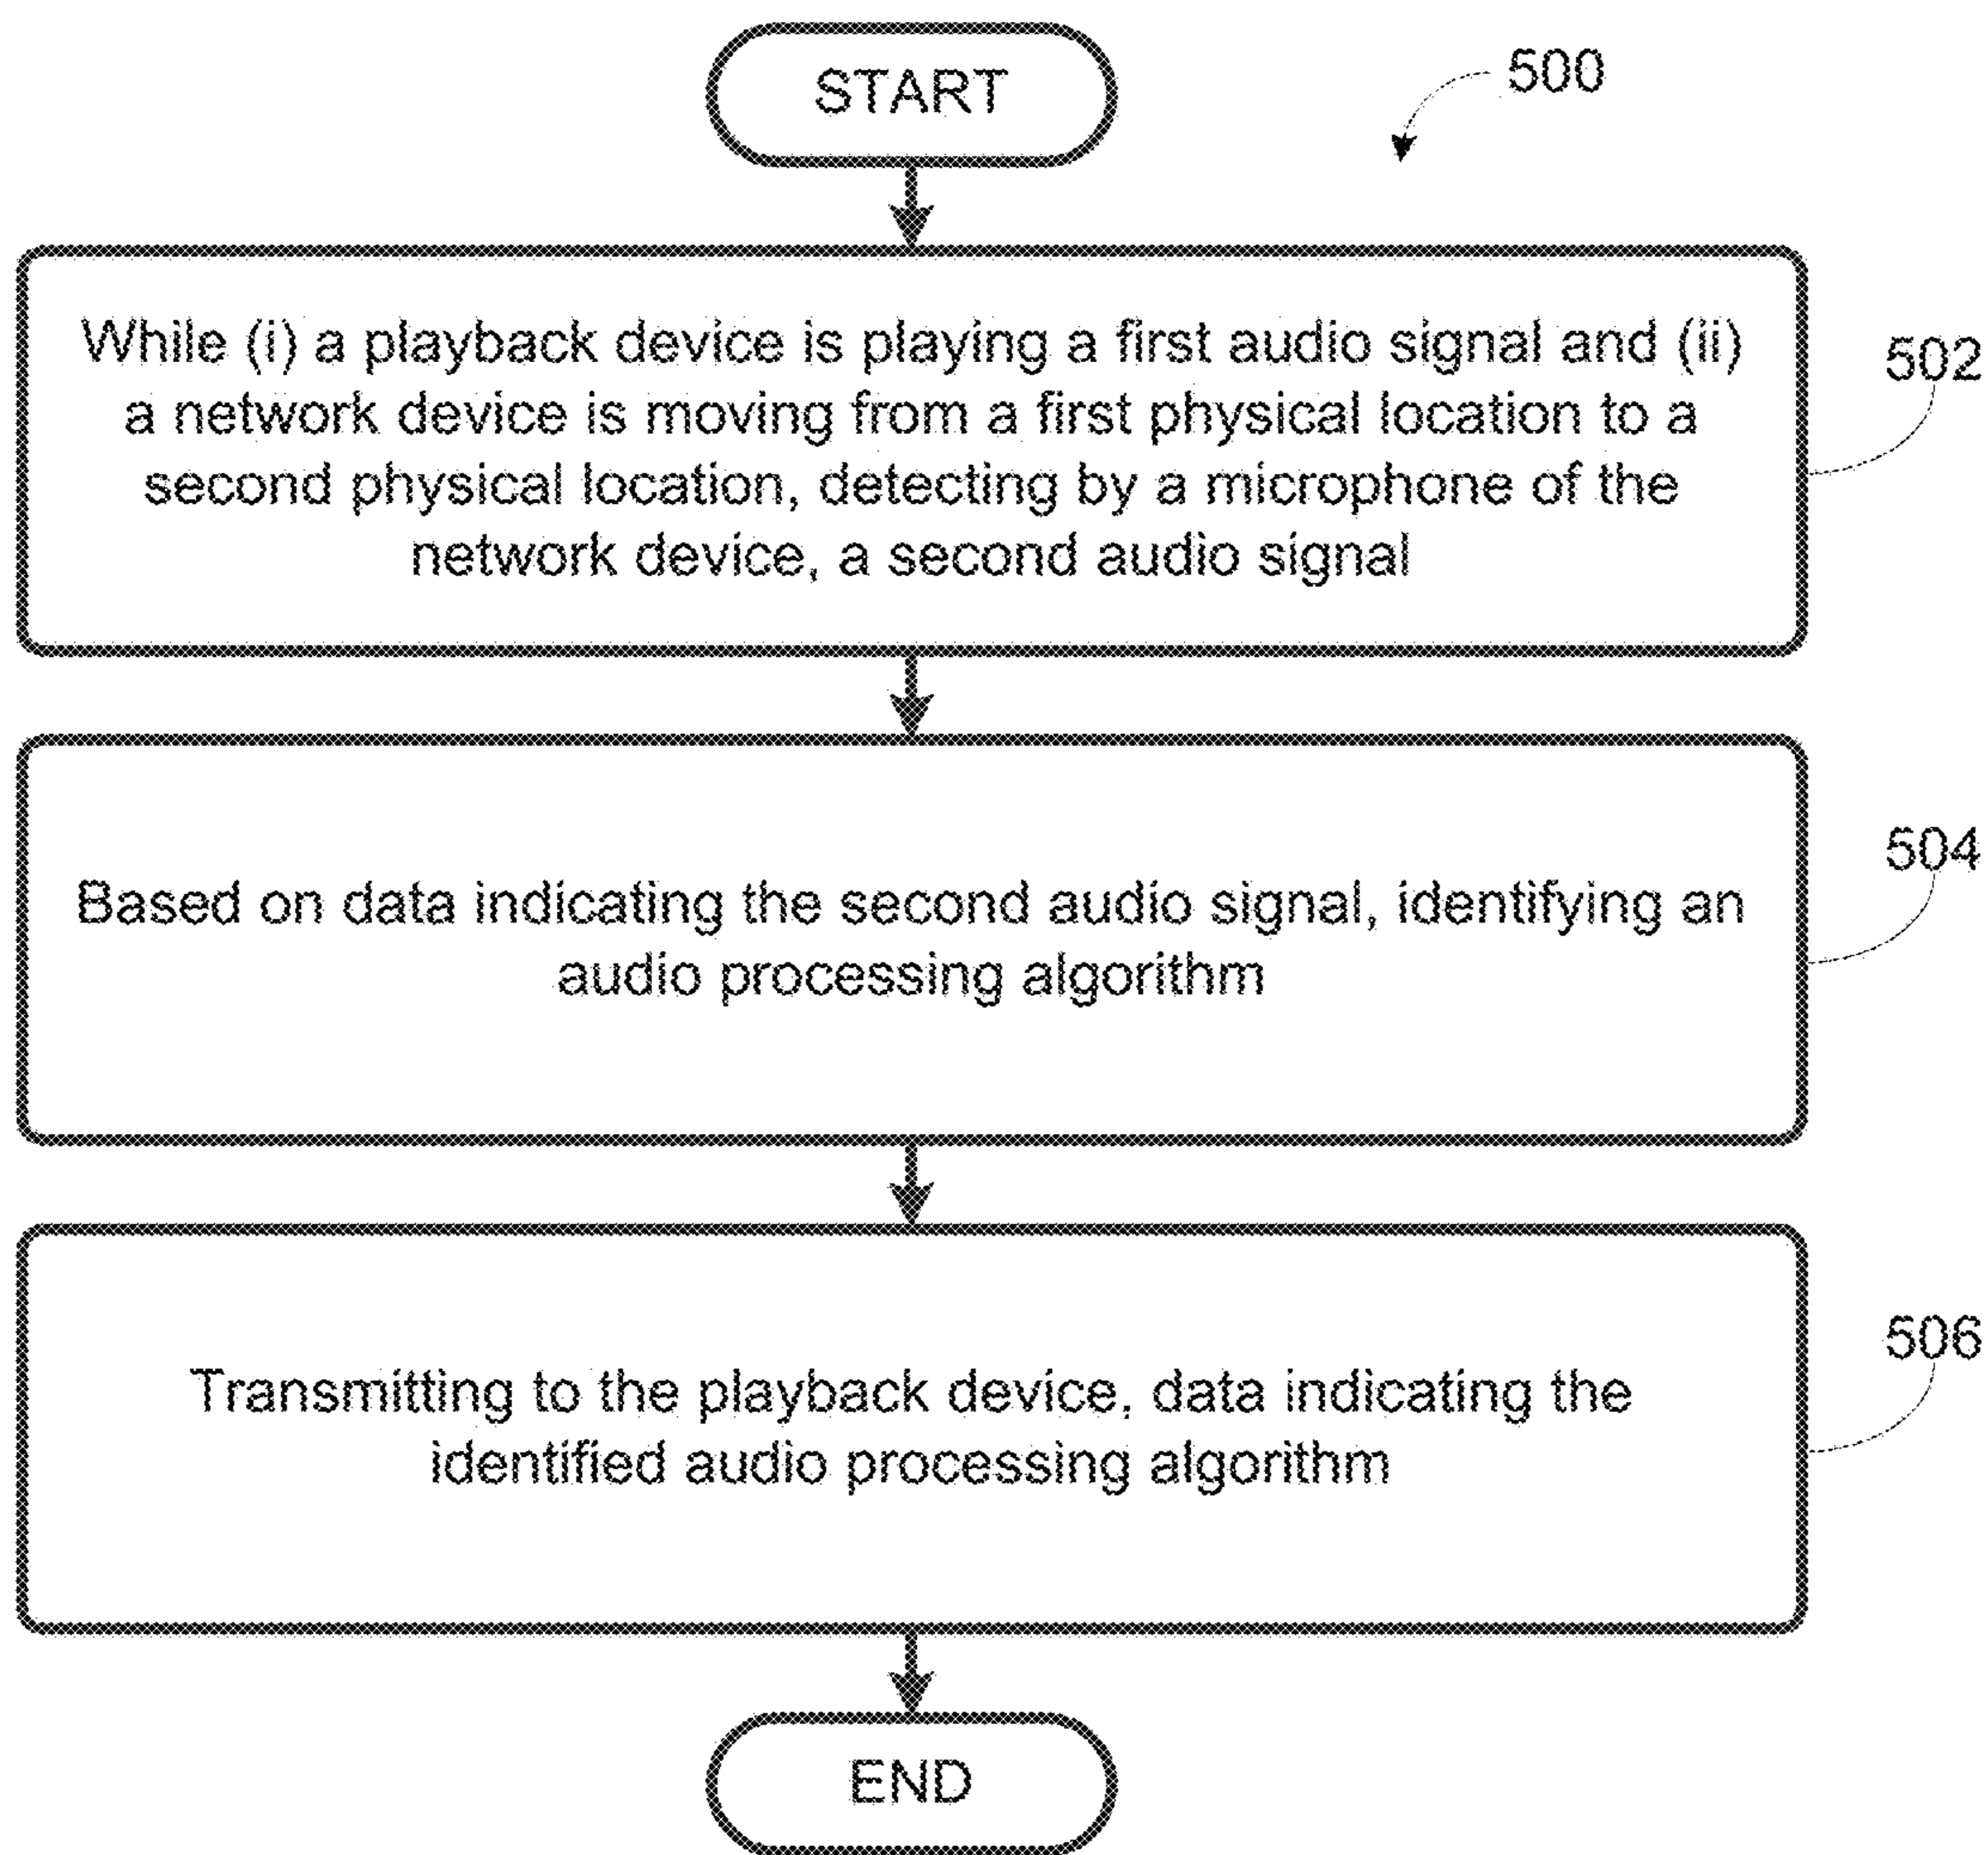 START
500
While (i) a playback device is playing a first audio signal and (ii)
a network device is moving from a first physical location to a
second physical location, detecting by a microphone of the
network device, a second audio signal
502
Based on data indicating the second audio signal, identifying an
audio processing algorithm
504
Transmitting to the playback device, data indicating the
identified audio processing algorithm
506
END